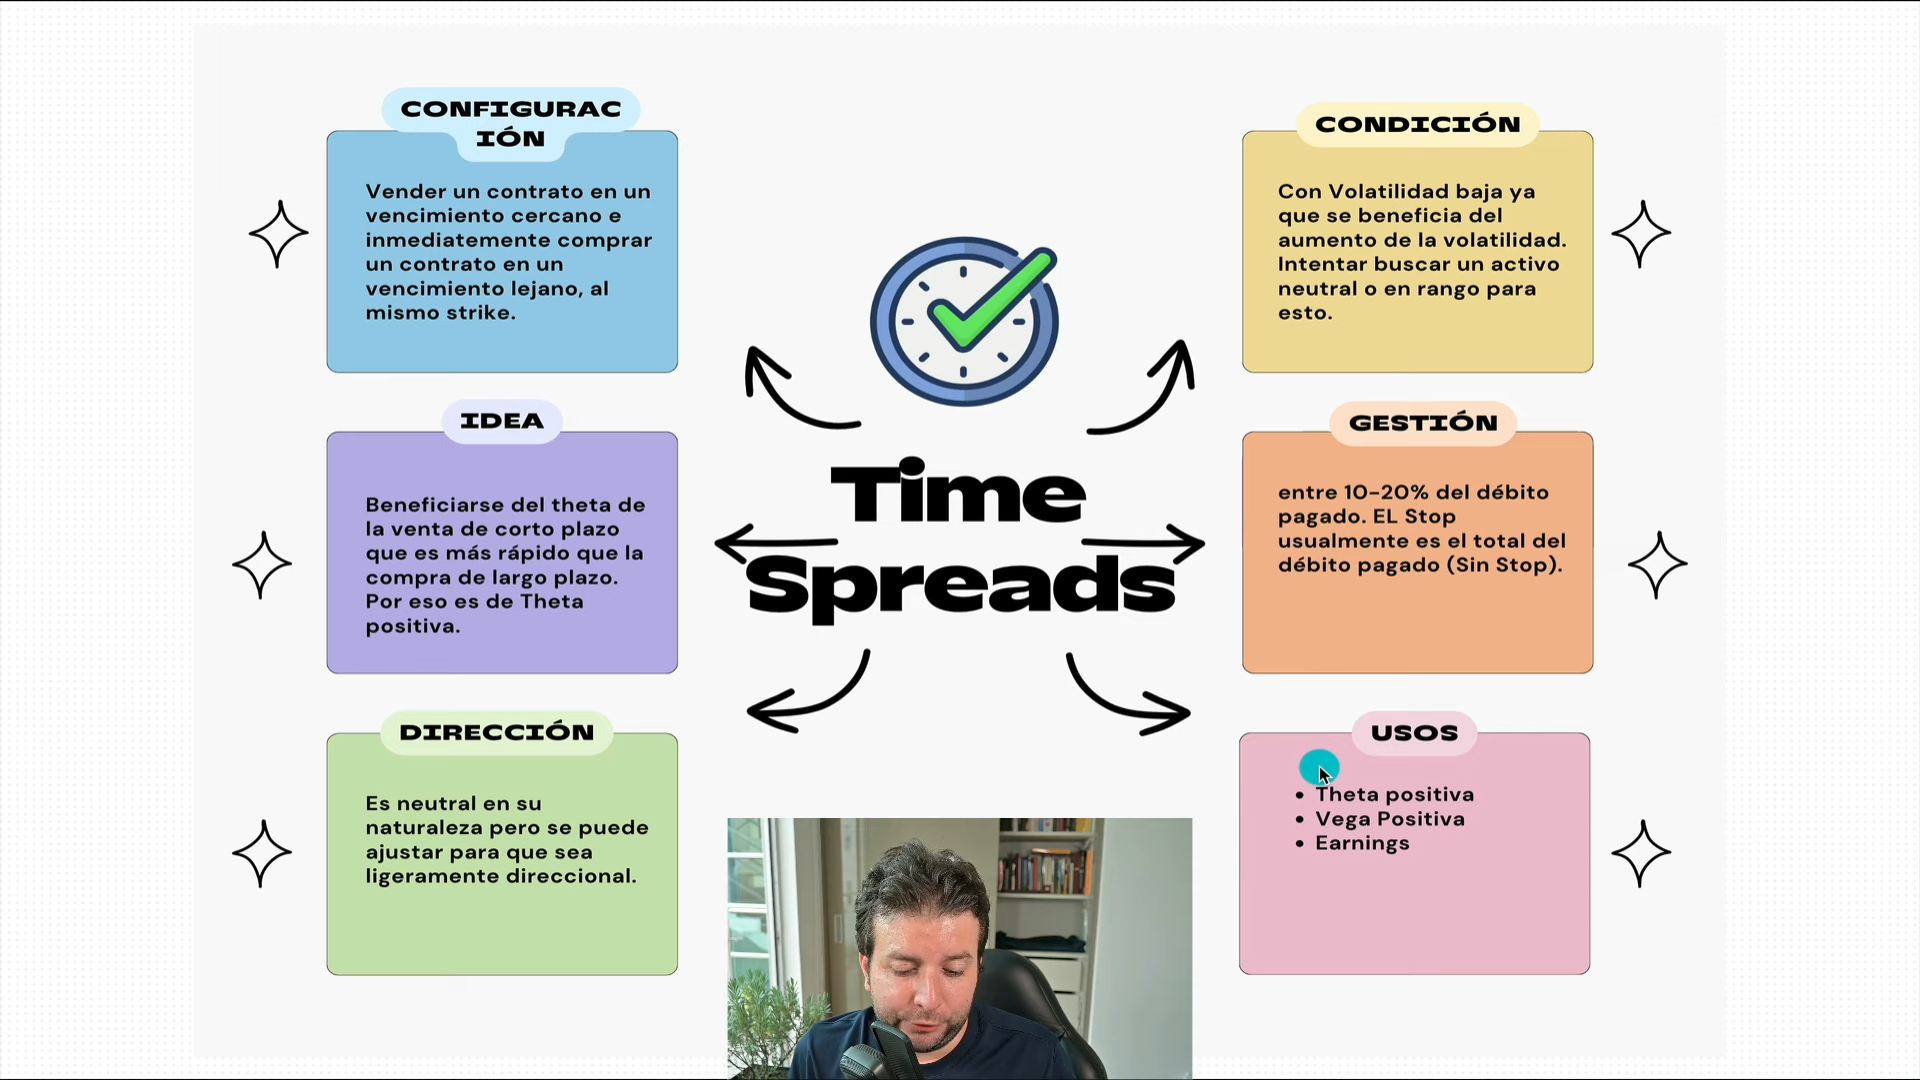 CONFIGURAC
IÓN
Vender un contrato en un
vencimiento cercano e
inmediatemente comprar
un contrato en un
vencimiento lejano, al
mismo strike.
IDEA
Beneficiarse del theta de
la venta de corto plazo
que es más rápido que la
compra de largo plazo.
Por eso es de Theta
positiva.
DIRECCIÓN
Es neutral en su
naturaleza pero se puede
ajustar para que sea
ligeramente direccional.
Time
Spreads
CONDICIÓN
Con Volatilidad baja ya
que se beneficia del
aumento de la volatilidad.
Intentar buscar un activo
neutral o en rango para
esto.
GESTIÓN
entre 10-20% del débito
pagado. EL Stop
usualmente es el total del
débito pagado (Sin Stop).
USOS
• Theta positiva
• Vega Positiva
• Earnings